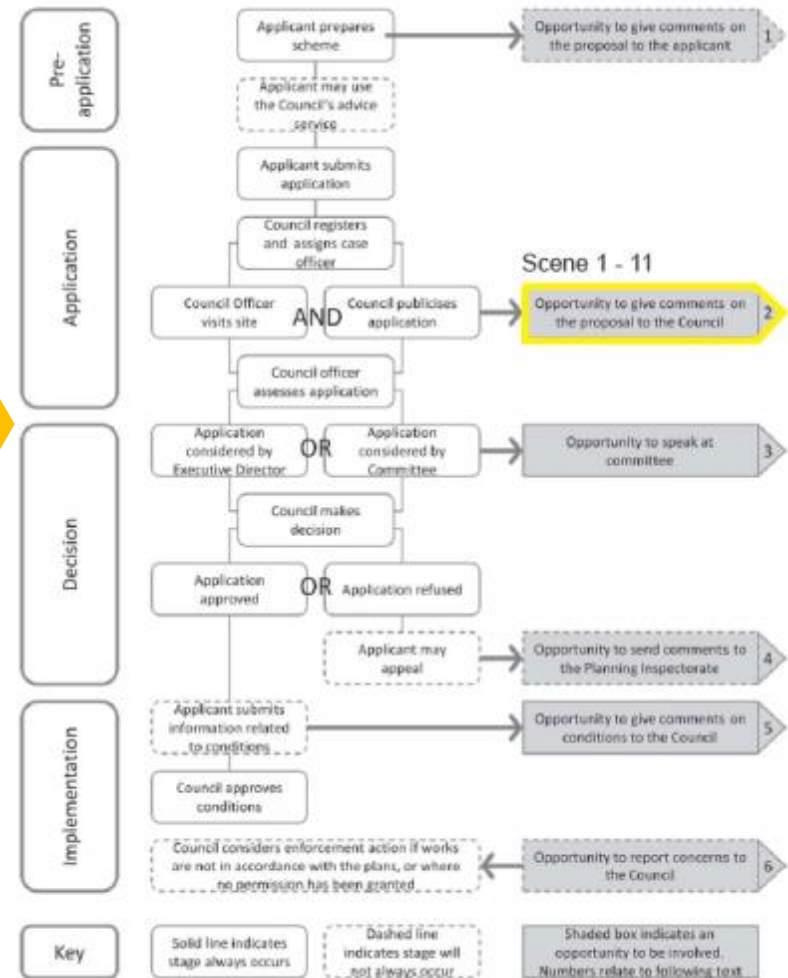 Pre-
application
Applicant prepares
scheme
Opportunity to give comments on
the proposal to the applicant
1
Applicant may use
the Council's advice
service
Application
Applicant submits
application
Council registers
and assigns case
officer
Scene 1 - 11
Council Officer
visits site
AND
Council publicises
application
Opportunity to give comments on
the proposal to the Council
2
Council officer
assesses application
Decision
Application
considered by
Executive Director
OR
Application
considered by
Committee
Opportunity to speak at
committee
3
Council makes
decision
Application
approved
OR
Application refused
Applicant may
appeal
Opportunity to send comments to
the Planning Inspectorate
4
Implementation
Applicant submits
information related
to conditions
Opportunity to give comments on
conditions to the Council
5
Council approves
conditions
Council considers enforcement action if works
are not in accordance with the plans, or where
no permission has been granted
Opportunity to report concerns to
the Council
6
Key
Solid line indicates
stage always occurs
Dashed line
indicates stage will
not always occur
Shaded box indicates an
opportunity to be involved.
Numbers relate to following text